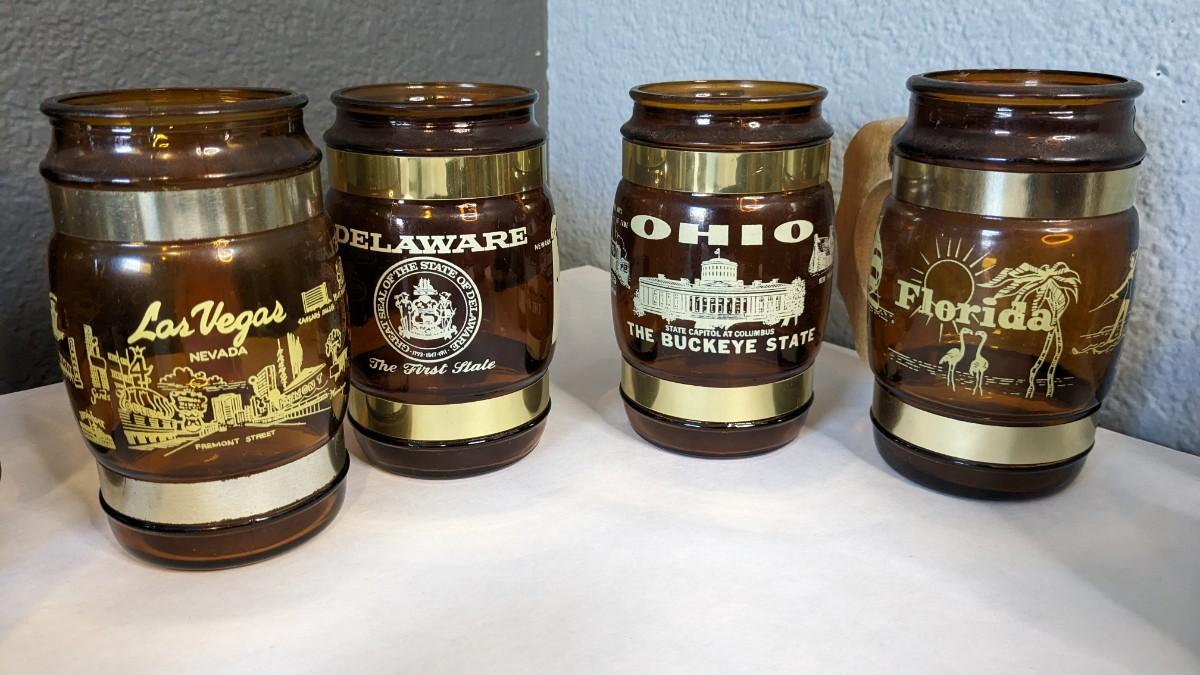 Las Vegas
NEVADA
FREMONT STREET
DELAWARE
GREAT SEAL OF THE STATE OF DELAWARE
The First State
OHIO
STATE CAPITOL AT COLUMBUS
THE BUCKEYE STATE
Florida